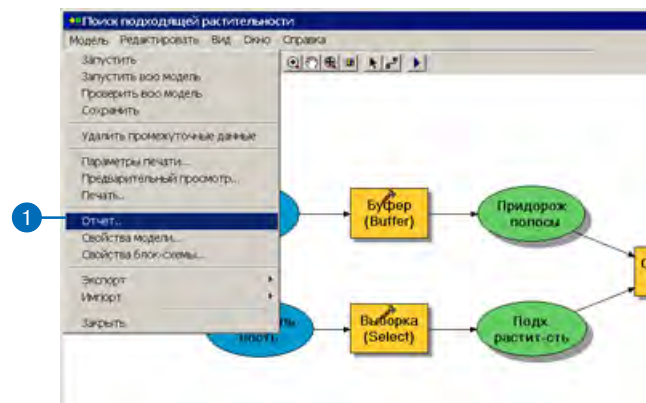 Поиск подходящей растительности
Модель Редактировать Вид Окно Справка
Запустить
Запустить всю модель
Проверить всю модель
Сохранить
Удалить промежуточные данные
Параметры печати...
Предварительный просмотр...
Печать...
1
Отчет...
Свойства модели...
Свойства блок-схемы...
Экспорт
Импорт
Закрыть
Буфер
(Buffer)
Придорож
полосы
Выборка
(Select)
Подх
растит-сть
ность